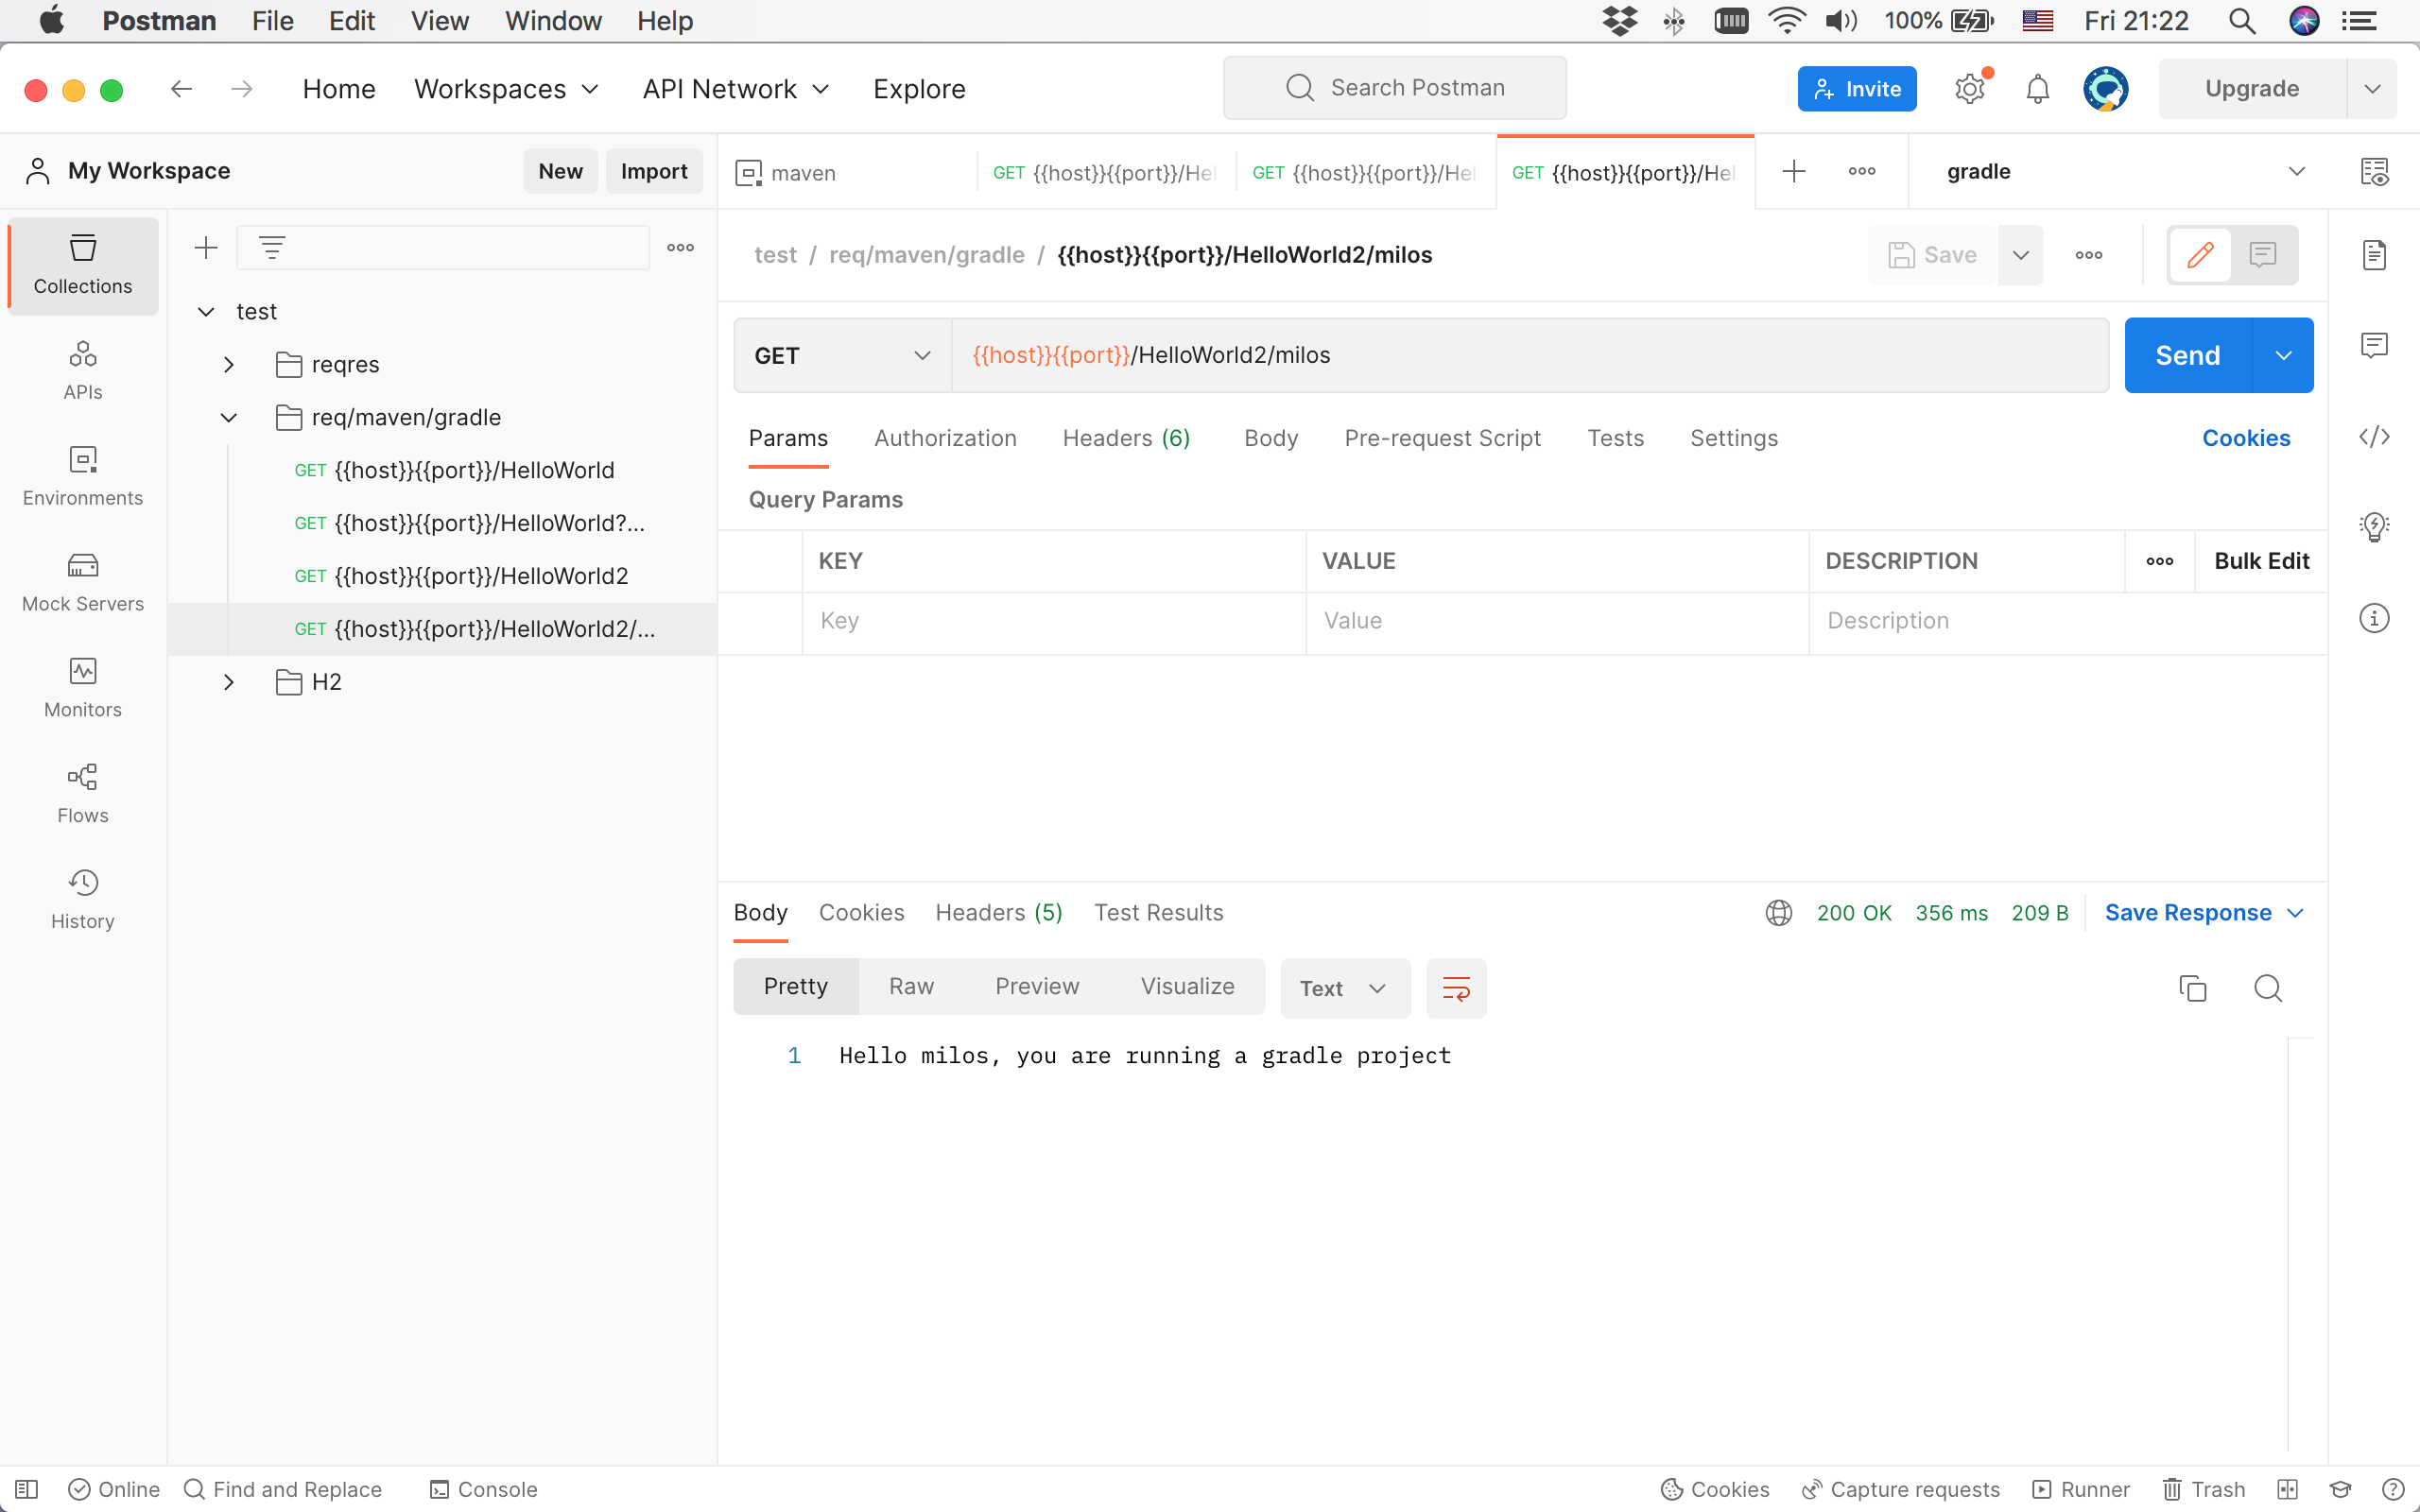 Postman File Edit View Window Help 100% Fri 21:22
Home Workspaces API Network Explore Search Postman Invite Upgrade
My Workspace New Import maven GET {{host}}{{port}}/Hel GET {{host}}{{port}}/Hel GET {{host}}{{port}}/Hel gradle
Collections
APIs
Environments
Mock Servers
Monitors
Flows
History
test
reqres
req/maven/gradle
GET {{host}}{{port}}/HelloWorld
GET {{host}}{{port}}/HelloWorld?...
GET {{host}}{{port}}/HelloWorld2
GET {{host}}{{port}}/HelloWorld2/...
H2
test / req/maven/gradle / {{host}}{{port}}/HelloWorld2/milos Save
GET {{host}}{{port}}/HelloWorld2/milos Send
Params Authorization Headers (6) Body Pre-request Script Tests Settings Cookies
Query Params
KEY VALUE DESCRIPTION Bulk Edit
Key Value Description
Body Cookies Headers (5) Test Results 200 OK 356 ms 209 B Save Response
Pretty Raw Preview Visualize Text
1 Hello milos, you are running a gradle project
Online Find and Replace Console Cookies Capture requests Runner Trash